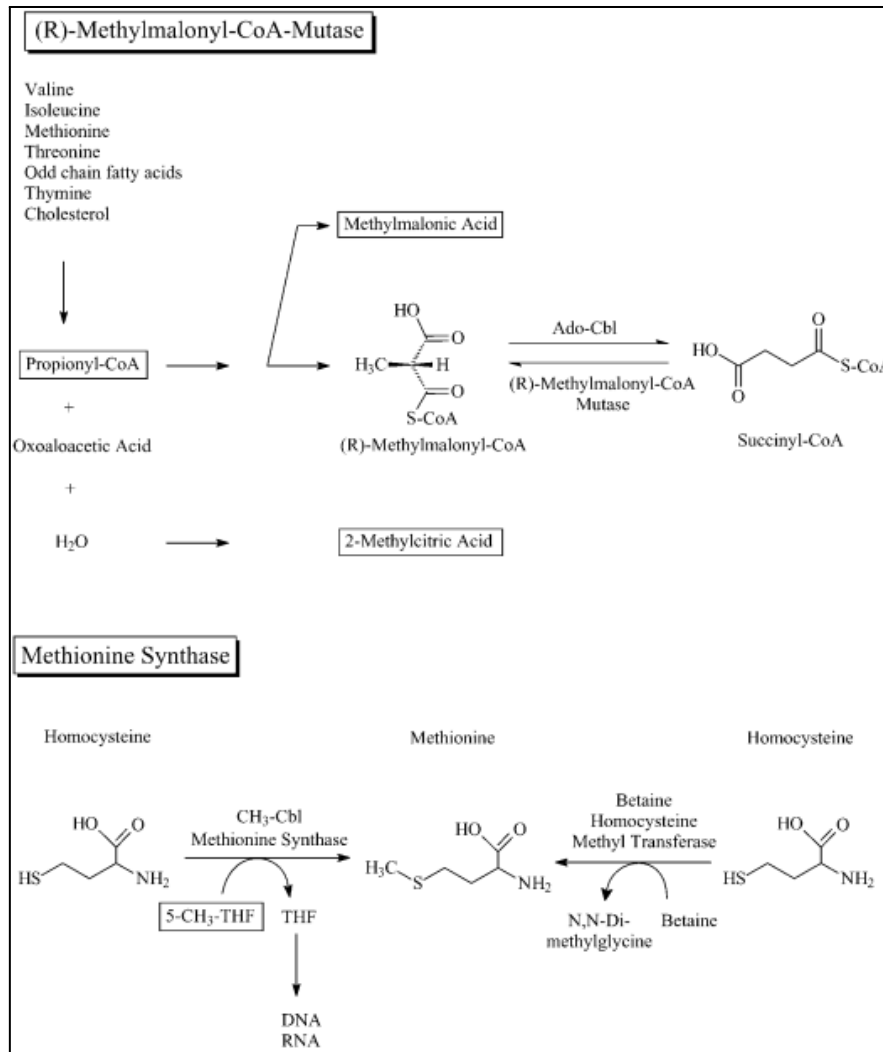 (R)-Methylmalonyl-CoA-Mutase
Valine
Isoleucine
Methionine
Threonine
Odd chain fatty acids
Thymine
Cholesterol
Methylmalonic Acid
HO
O
Propionyl-CoA
H₃C
H
O
S-CoA
(R)-Methylmalonyl-CoA
Ado-Cbl
(R)-Methylmalonyl-CoA
Mutase
O
HO
S-CoA
O
Succinyl-CoA
+
Oxoaloacetic Acid
+
H₂O
2-Methylcitric Acid
Methionine Synthase
Homocysteine
Methionine
Homocysteine
HO
O
HS
NH₂
CH₃-Cbl
Methionine Synthase
5-CH₃-THF
THF
DNA
RNA
HO
O
H₃C
S
NH₂
Betaine
Homocysteine
Methyl Transferase
N,N-Di-
methylglycine
Betaine
HO
O
HS
NH₂